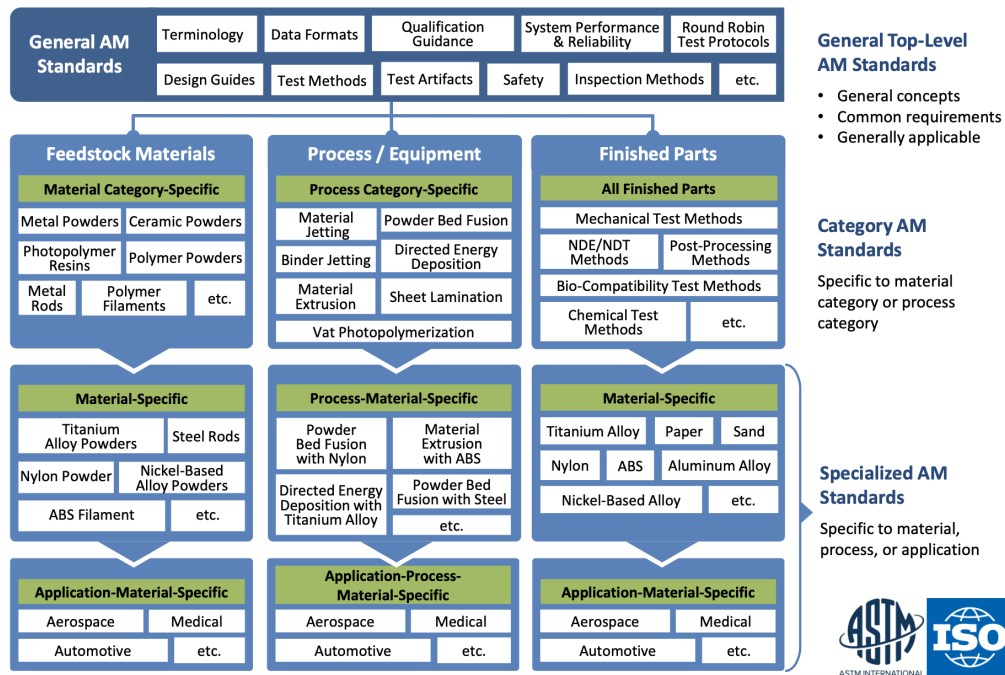 General AM
Standards
Terminology
Data Formats
Qualification
Guidance
System Performance
& Reliability
Round Robin
Test Protocols
Design Guides
Test Methods
Test Artifacts
Safety
Inspection Methods
etc.
General Top-Level
AM Standards
• General concepts
• Common requirements
• Generally applicable
Feedstock Materials
Material Category-Specific
Metal Powders
Ceramic Powders
Photopolymer
Resins
Polymer Powders
Metal
Rods
Polymer
Filaments
etc.
Process / Equipment
Process Category-Specific
Material
Jetting
Powder Bed Fusion
Binder Jetting
Directed Energy
Deposition
Material
Extrusion
Sheet Lamination
Vat Photopolymerization
Finished Parts
All Finished Parts
Mechanical Test Methods
NDE/NDT
Methods
Post-Processing
Methods
Bio-Compatibility Test Methods
Chemical Test
Methods
etc.
Category AM
Standards
Specific to material
category or process
category
Material-Specific
Titanium
Alloy Powders
Steel Rods
Nylon Powder
Nickel-Based
Alloy Powders
ABS Filament
etc.
Process-Material-Specific
Powder
Bed Fusion
with Nylon
Material
Extrusion
with ABS
Directed Energy
Deposition with
Titanium Alloy
Powder Bed
Fusion with Steel
etc.
Material-Specific
Titanium Alloy
Paper
Sand
Nylon
ABS
Aluminum Alloy
Nickel-Based Alloy
etc.
Specialized AM
Standards
Specific to material,
process, or application
Application-Material-Specific
Aerospace
Medical
Automotive
etc.
Application-Process-
Material-Specific
Aerospace
Medical
Automotive
etc.
Application-Material-Specific
Aerospace
Medical
Automotive
etc.
ASTM
ASTM INTERNATIONAL
ISO